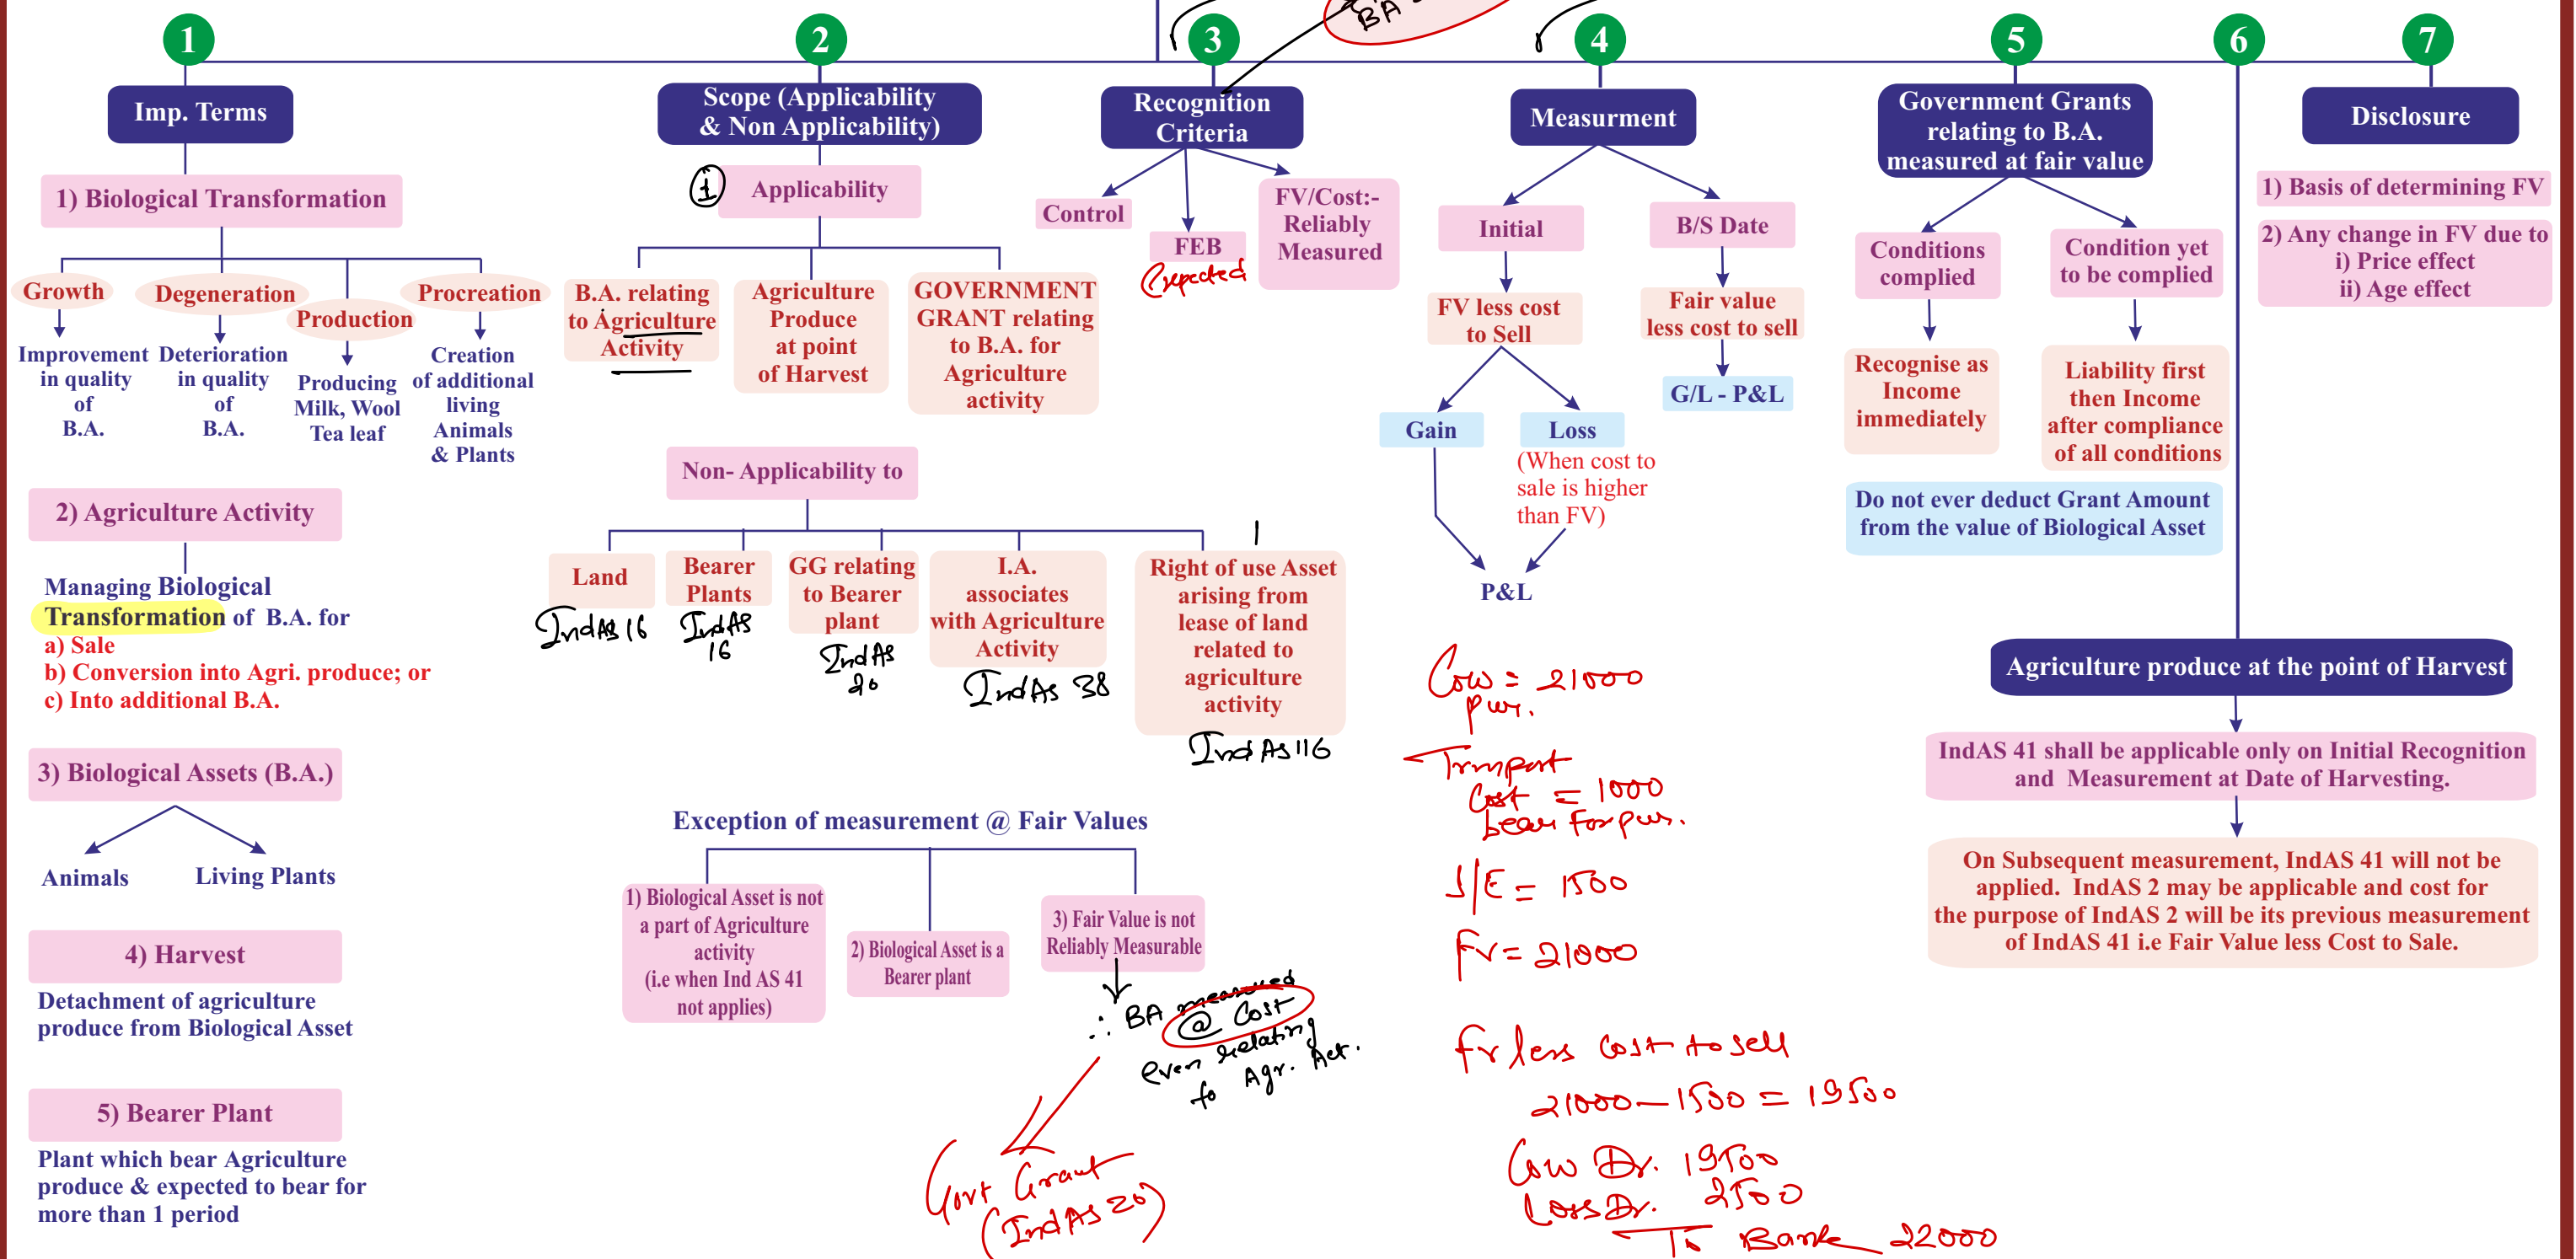 BA
1
2
3
4
5
6
7
Imp. Terms
1) Biological Transformation
Growth
Degeneration
Production
Procreation
Improvement
in quality
of
B.A.
Deterioration
in quality
of
B.A.
Producing
Milk, Wool
Tea leaf
Creation
of additional
living
Animals
& Plants
2) Agriculture Activity
Managing Biological
Transformation of B.A. for
a) Sale
b) Conversion into Agri. produce; or
c) Into additional B.A.
3) Biological Assets (B.A.)
Animals
Living Plants
4) Harvest
Detachment of agriculture
produce from Biological Asset
5) Bearer Plant
Plant which bear Agriculture
produce & expected to bear for
more than 1 period
Scope (Applicability
& Non Applicability)
1
Applicability
B.A. relating
to Agriculture
Activity
Agriculture
Produce
at point
of Harvest
GOVERNMENT
GRANT relating
to B.A. for
Agriculture
activity
Non- Applicability to
Land
IndAS 16
Bearer
Plants
IndAS
16
GG relating
to Bearer
plant
IndAS
20
I.A.
associates
with Agriculture
Activity
IndAs 38
Right of use Asset
arising from
lease of land
related to
agriculture
activity
IndAs 116
Exception of measurement @ Fair Values
1) Biological Asset is not
a part of Agriculture
activity
(i.e when Ind AS 41
not applies)
2) Biological Asset is a
Bearer plant
3) Fair Value is not
Reliably Measurable
∴ BA measured
@ Cost
even relating
to Agr. Act.
Govt Grant
(IndAs 20)
Recognition
Criteria
Control
FEB
Expected
FV/Cost:-
Reliably
Measured
Measurment
Initial
FV less cost
to Sell
Gain
Loss
(When cost to
sale is higher
than FV)
P&L
B/S Date
Fair value
less cost to sell
G/L - P&L
Cow = 21000
pur.
Transport
Cost = 1000
bear for pur.
S/E = 1500
FV = 21000
FV less cost to sell
21000 — 1500 = 19500
Cow Dr. 19500
Loss Dr. 2500
To Bank 22000
Government Grants
relating to B.A.
measured at fair value
Conditions
complied
Recognise as
Income
immediately
Condition yet
to be complied
Liability first
then Income
after compliance
of all conditions
Do not ever deduct Grant Amount
from the value of Biological Asset
Agriculture produce at the point of Harvest
IndAS 41 shall be applicable only on Initial Recognition
and Measurement at Date of Harvesting.
On Subsequent measurement, IndAS 41 will not be
applied. IndAS 2 may be applicable and cost for
the purpose of IndAS 2 will be its previous measurement
of IndAS 41 i.e Fair Value less Cost to Sale.
Disclosure
1) Basis of determining FV
2) Any change in FV due to
i) Price effect
ii) Age effect